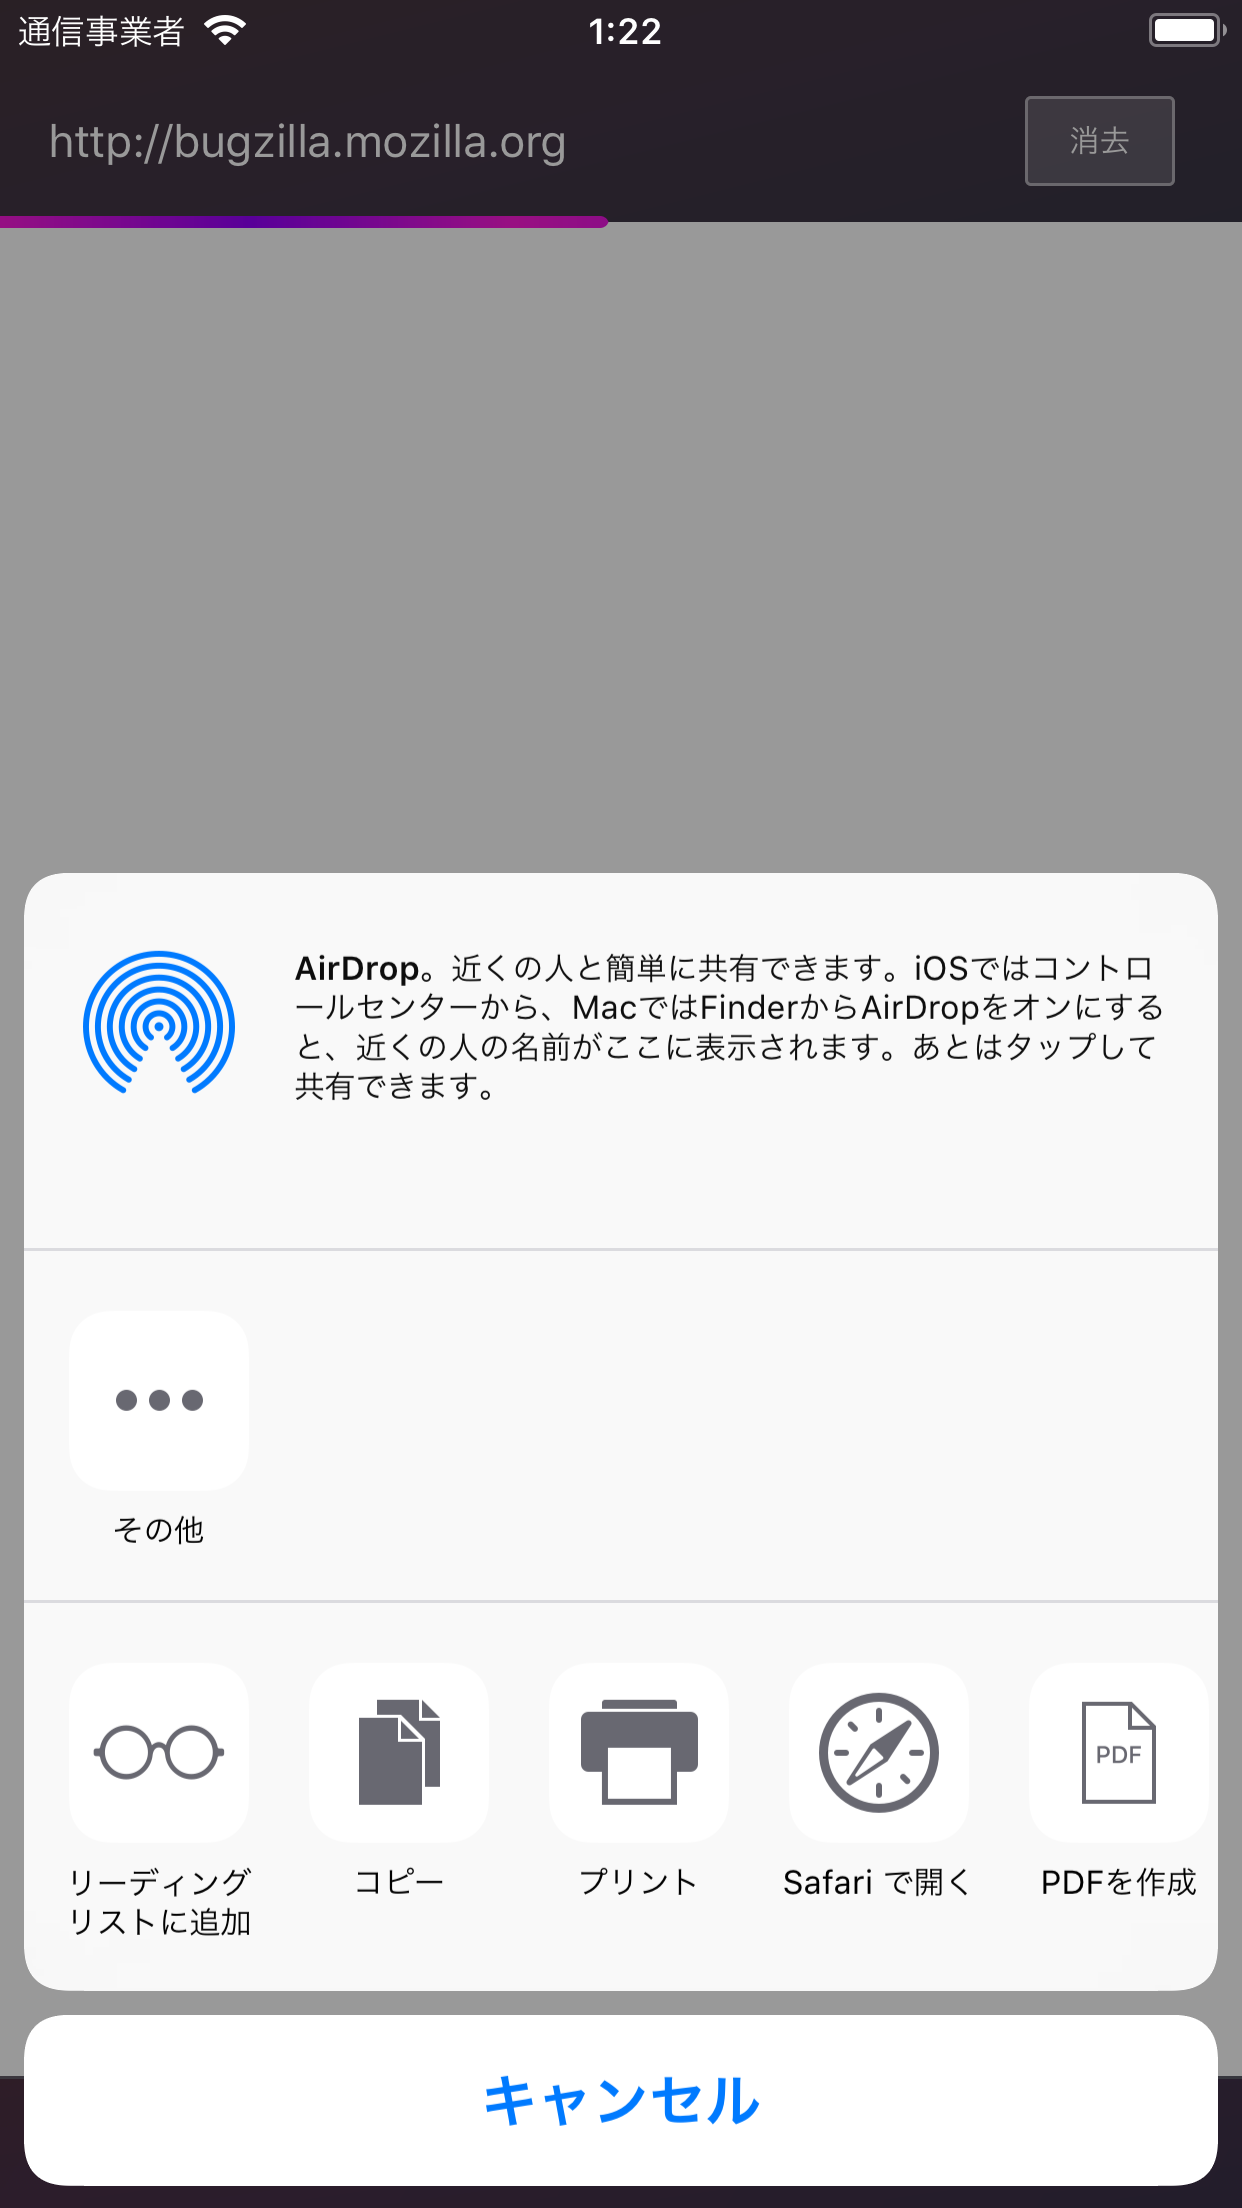 通信事業者
1:22
http://bugzilla.mozilla.org
消去
AirDrop。近くの人と簡単に共有できます。iOSではコントロ
ールセンターから、MacではFinderからAirDropをオンにする
と、近くの人の名前がここに表示されます。あとはタップして
共有できます。
その他
リーディング
リストに追加
コピー
プリント
Safari で開く
PDF
PDFを作成
キャンセル